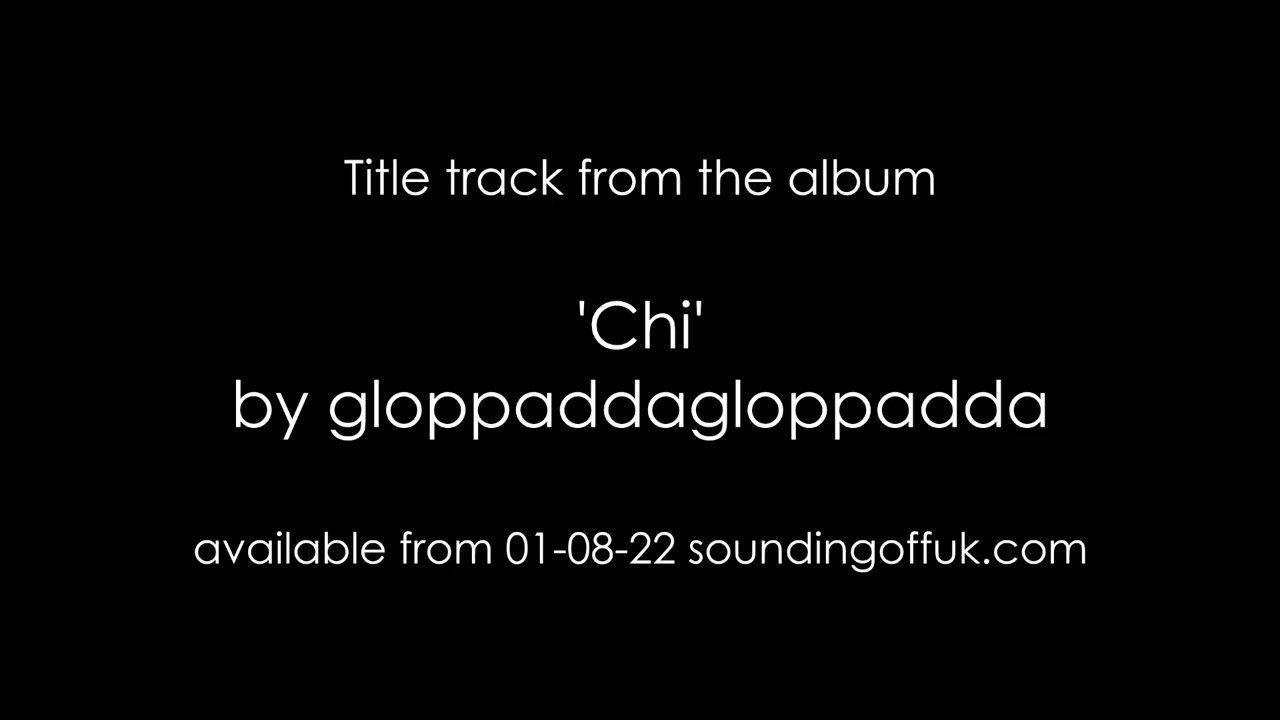 Title track from the album
'Chi'
by gloppaddagloppadda
available from 01-08-22 soundingoffuk.com